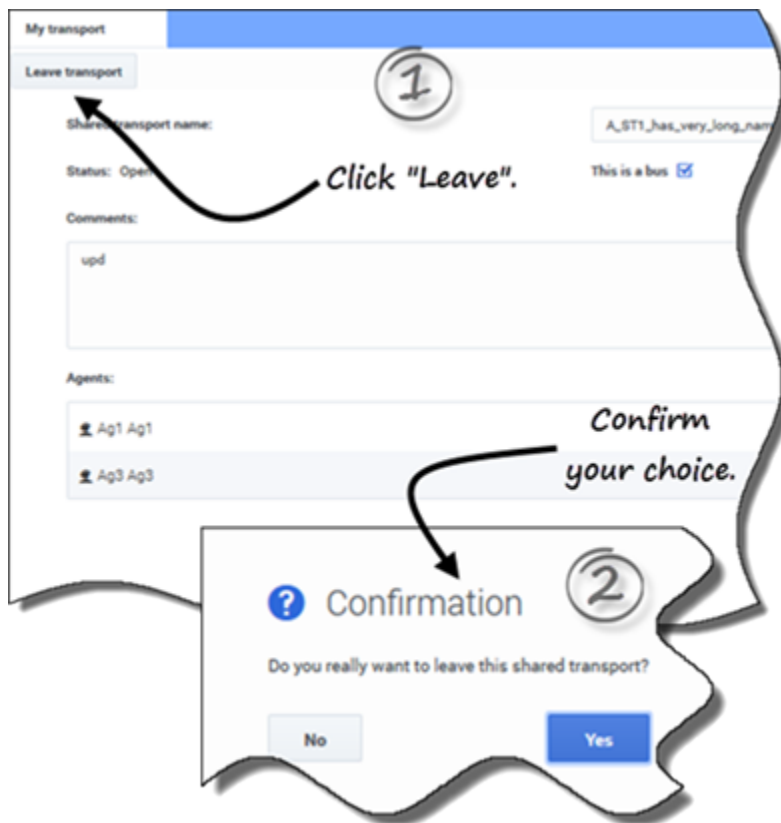 My transport
Leave transport
1
Shared transport name:
A_ST1_has_very_long_nam
Status: Open
Click "Leave".
This is a bus
Comments:
upd
Agents:
Ag1 Ag1
Confirm
your choice.
Ag3 Ag3
2
? Confirmation
Do you really want to leave this shared transport?
No
Yes